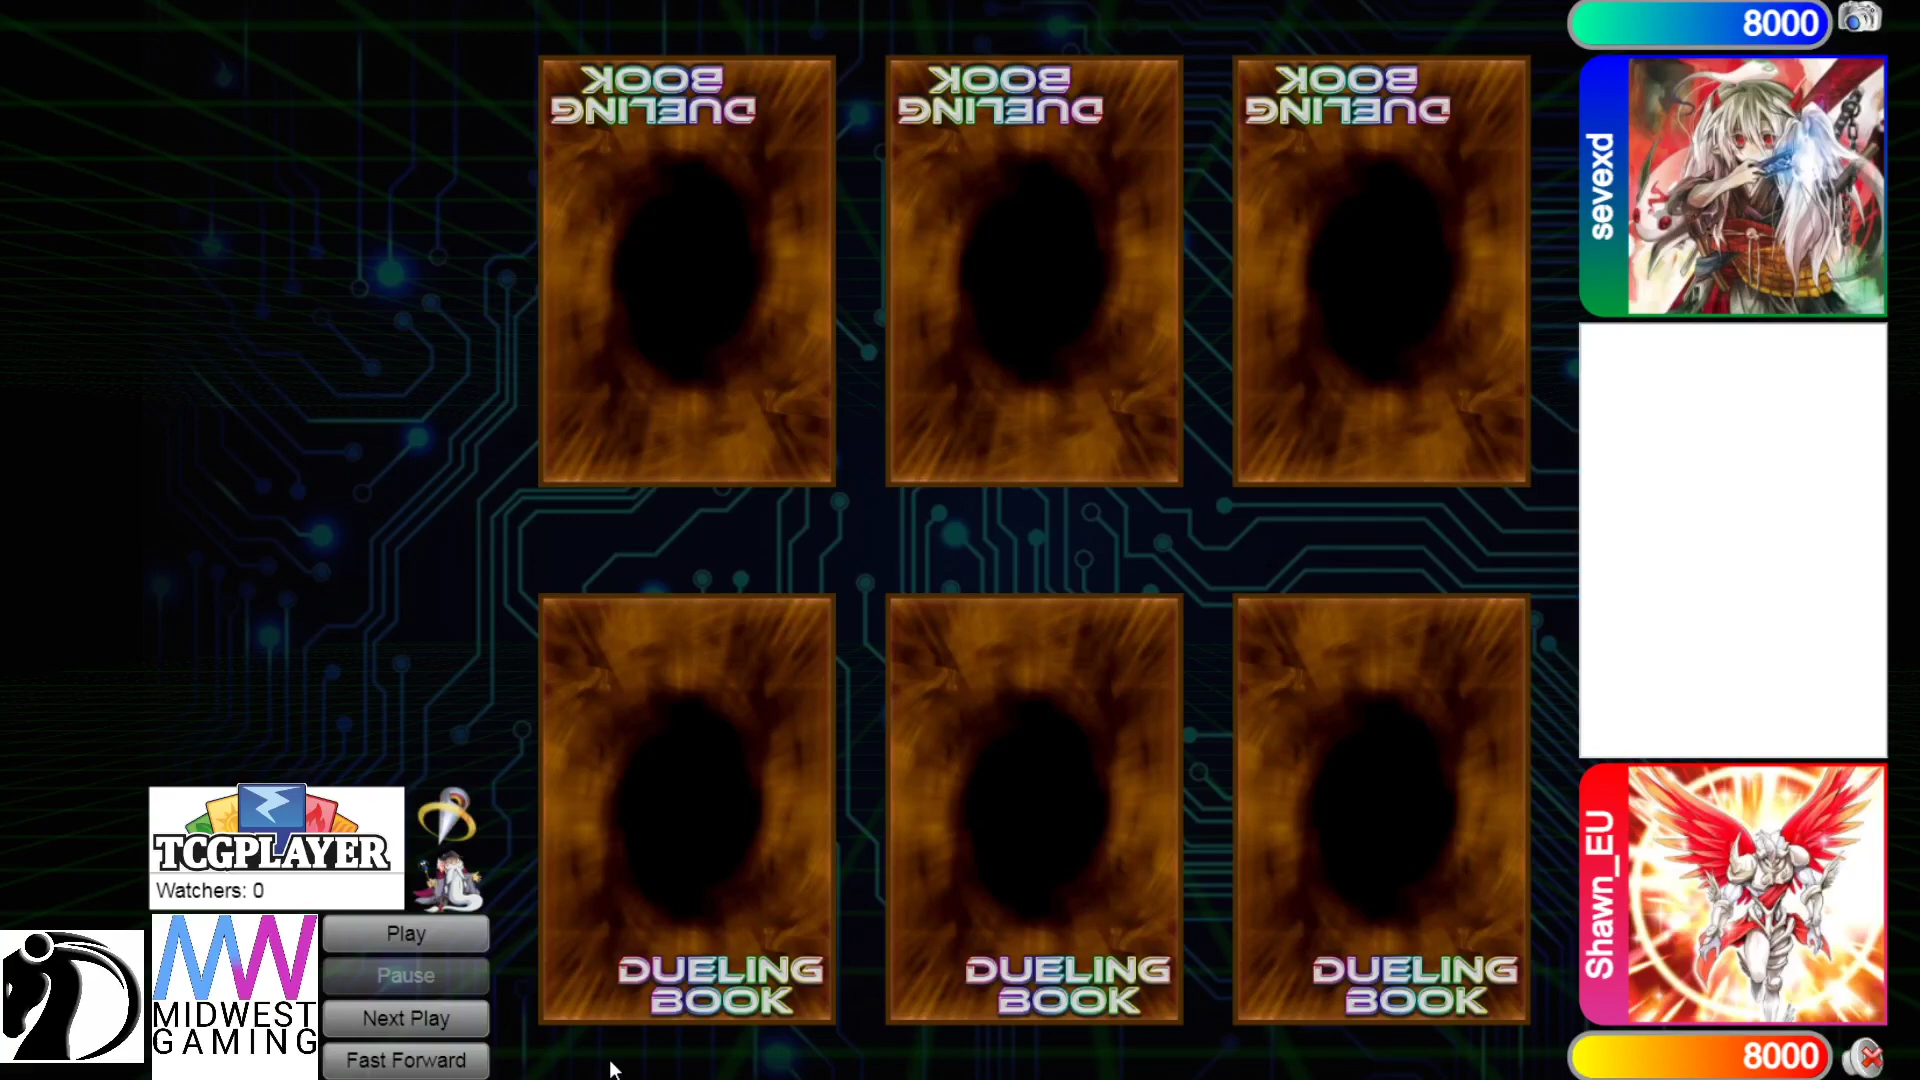 8000
DUELING
BOOK
DUELING
BOOK
DUELING
BOOK
sevexd
TCGPLAYER
Watchers: 0
MW
MIDWEST
GAMING
Play
Pause
Next Play
Fast Forward
DUELING
BOOK
DUELING
BOOK
DUELING
BOOK
Shawn_EU
8000